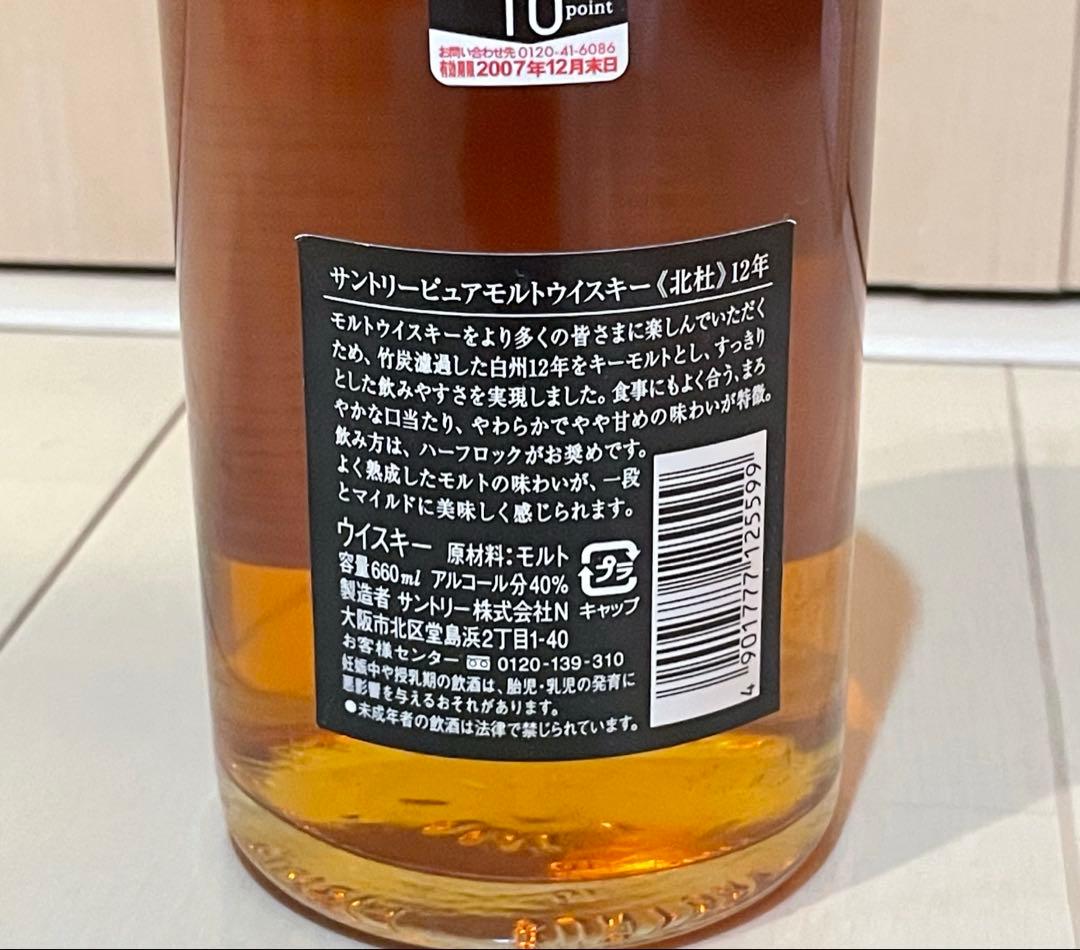 10 point
お問い合わせ先 0120-41-6086
有効期限 2007年12月末日
サントリーピュアモルトウイスキー《北杜》12年
モルトウイスキーをより多くの皆さまに楽しんでいただく
ため、竹炭濾過した白州12年をキーモルトとし、すっきり
とした飲みやすさを実現しました。食事にもよく合う、まろ
やかな口当たり、やわらかでやや甘めの味わいが特徴。
飲み方は、ハーフロックがお奨めです。
よく熟成したモルトの味わいが、一段
とマイルドに美味しく感じられます。
ウイスキー 原材料：モルト
容量660ml アルコール分40%
製造者 サントリー株式会社N
大阪市北区堂島浜2丁目1-40
お客様センター 0120-139-310
妊娠中や授乳期の飲酒は、胎児・乳児の発育に
悪影響を与えるおそれがあります。
●未成年者の飲酒は法律で禁じられています。
プラ
キャップ
4 901777 125599